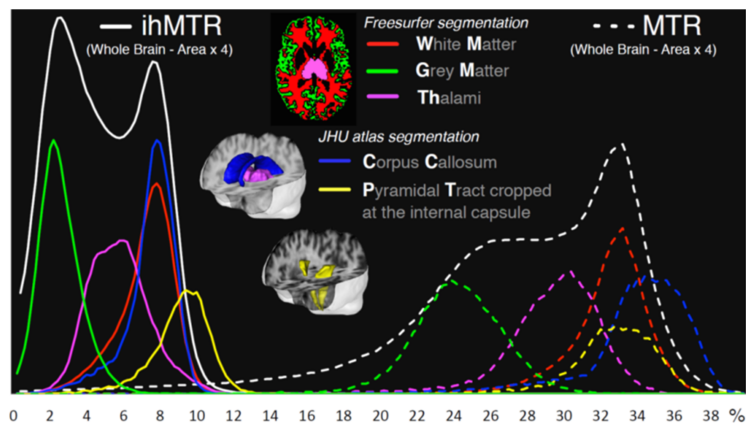 ihMTR
(Whole Brain - Area x 4)
Freesurfer segmentation
White Matter
Grey Matter
Thalami
MTR
(Whole Brain - Area x 4)
JHU atlas segmentation
Corpus Callosum
Pyramidal Tract cropped
at the internal capsule
0 2 4 6 8 10 12 14 16 18 20 22 24 26 28 30 32 34 36 38 %